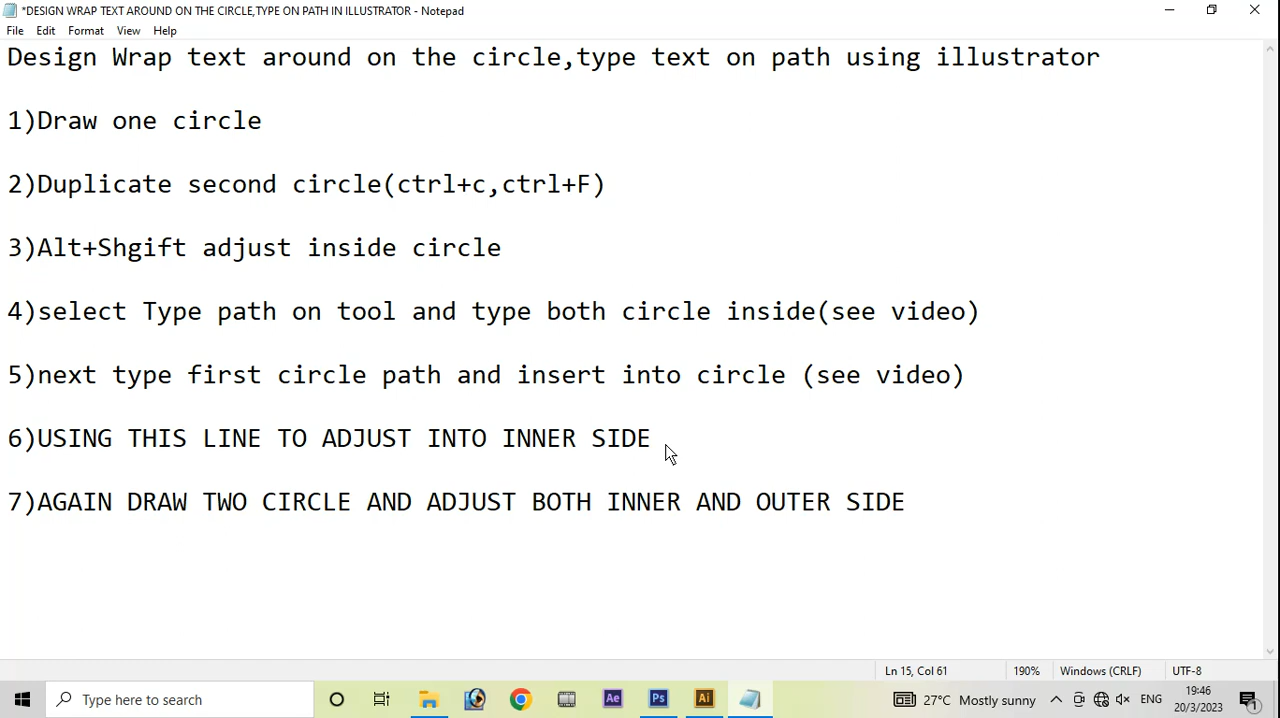 *DESIGN WRAP TEXT AROUND ON THE CIRCLE,TYPE ON PATH IN ILLUSTRATOR - Notepad
File Edit Format View Help
Design Wrap text around on the circle,type text on path using illustrator
1)Draw one circle
2)Duplicate second circle(ctrl+c,ctrl+F)
3)Alt+Shgift adjust inside circle
4)select Type path on tool and type both circle inside(see video)
5)next type first circle path and insert into circle (see video)
6)USING THIS LINE TO ADJUST INTO INNER SIDE
7)AGAIN DRAW TWO CIRCLE AND ADJUST BOTH INNER AND OUTER SIDE
Ln 15, Col 61 190% Windows (CRLF) UTF-8
Type here to search Ae Ps Ai 27°C Mostly sunny ENG 19:46
20/3/2023 1